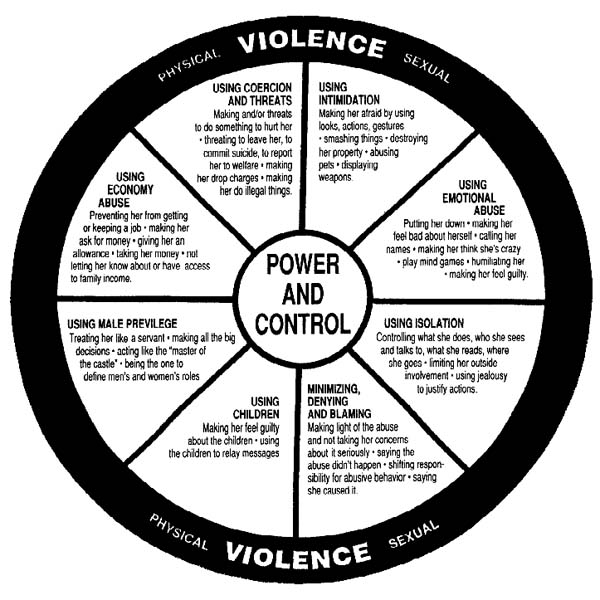 PHYSICAL VIOLENCE SEXUAL
USING COERCION
AND THREATS
Making and/or threats
to do something to hurt her
• threatening to leave her, to
commit suicide, to report
her to welfare • making
her drop charges • making
her do illegal things.
USING
INTIMIDATION
Making her afraid by using
looks, actions, gestures
• smashing things • destroying
her property • abusing
pets • displaying
weapons.
USING
ECONOMY
ABUSE
Preventing her from getting
or keeping a job • making her
ask for money • giving her an
allowance • taking her money • not
letting her know about or have access
to family income.
USING
EMOTIONAL
ABUSE
Putting her down • making her
feel bad about herself • calling her
names • making her think she's crazy
• play mind games • humiliating her
• making her feel guilty.
POWER
AND
CONTROL
USING MALE PREVILEGE
Treating her like a servant • making all the big
decisions • acting like the "master of
the castle" • being the one to
define men's and women's roles
USING ISOLATION
Controlling what she does, who she sees
and talks to, what she reads, where
she goes • limiting her outside
involvement • using jealousy
to justify actions.
USING
CHILDREN
Making her feel guilty
about the children • using
the children to relay messages
MINIMIZING,
DENYING
AND BLAMING
Making light of the abuse
and not taking her concerns
about it seriously • saying the
abuse didn't happen • shifting respon-
sibility for abusive behavior • saying
she caused it.
PHYSICAL VIOLENCE SEXUAL